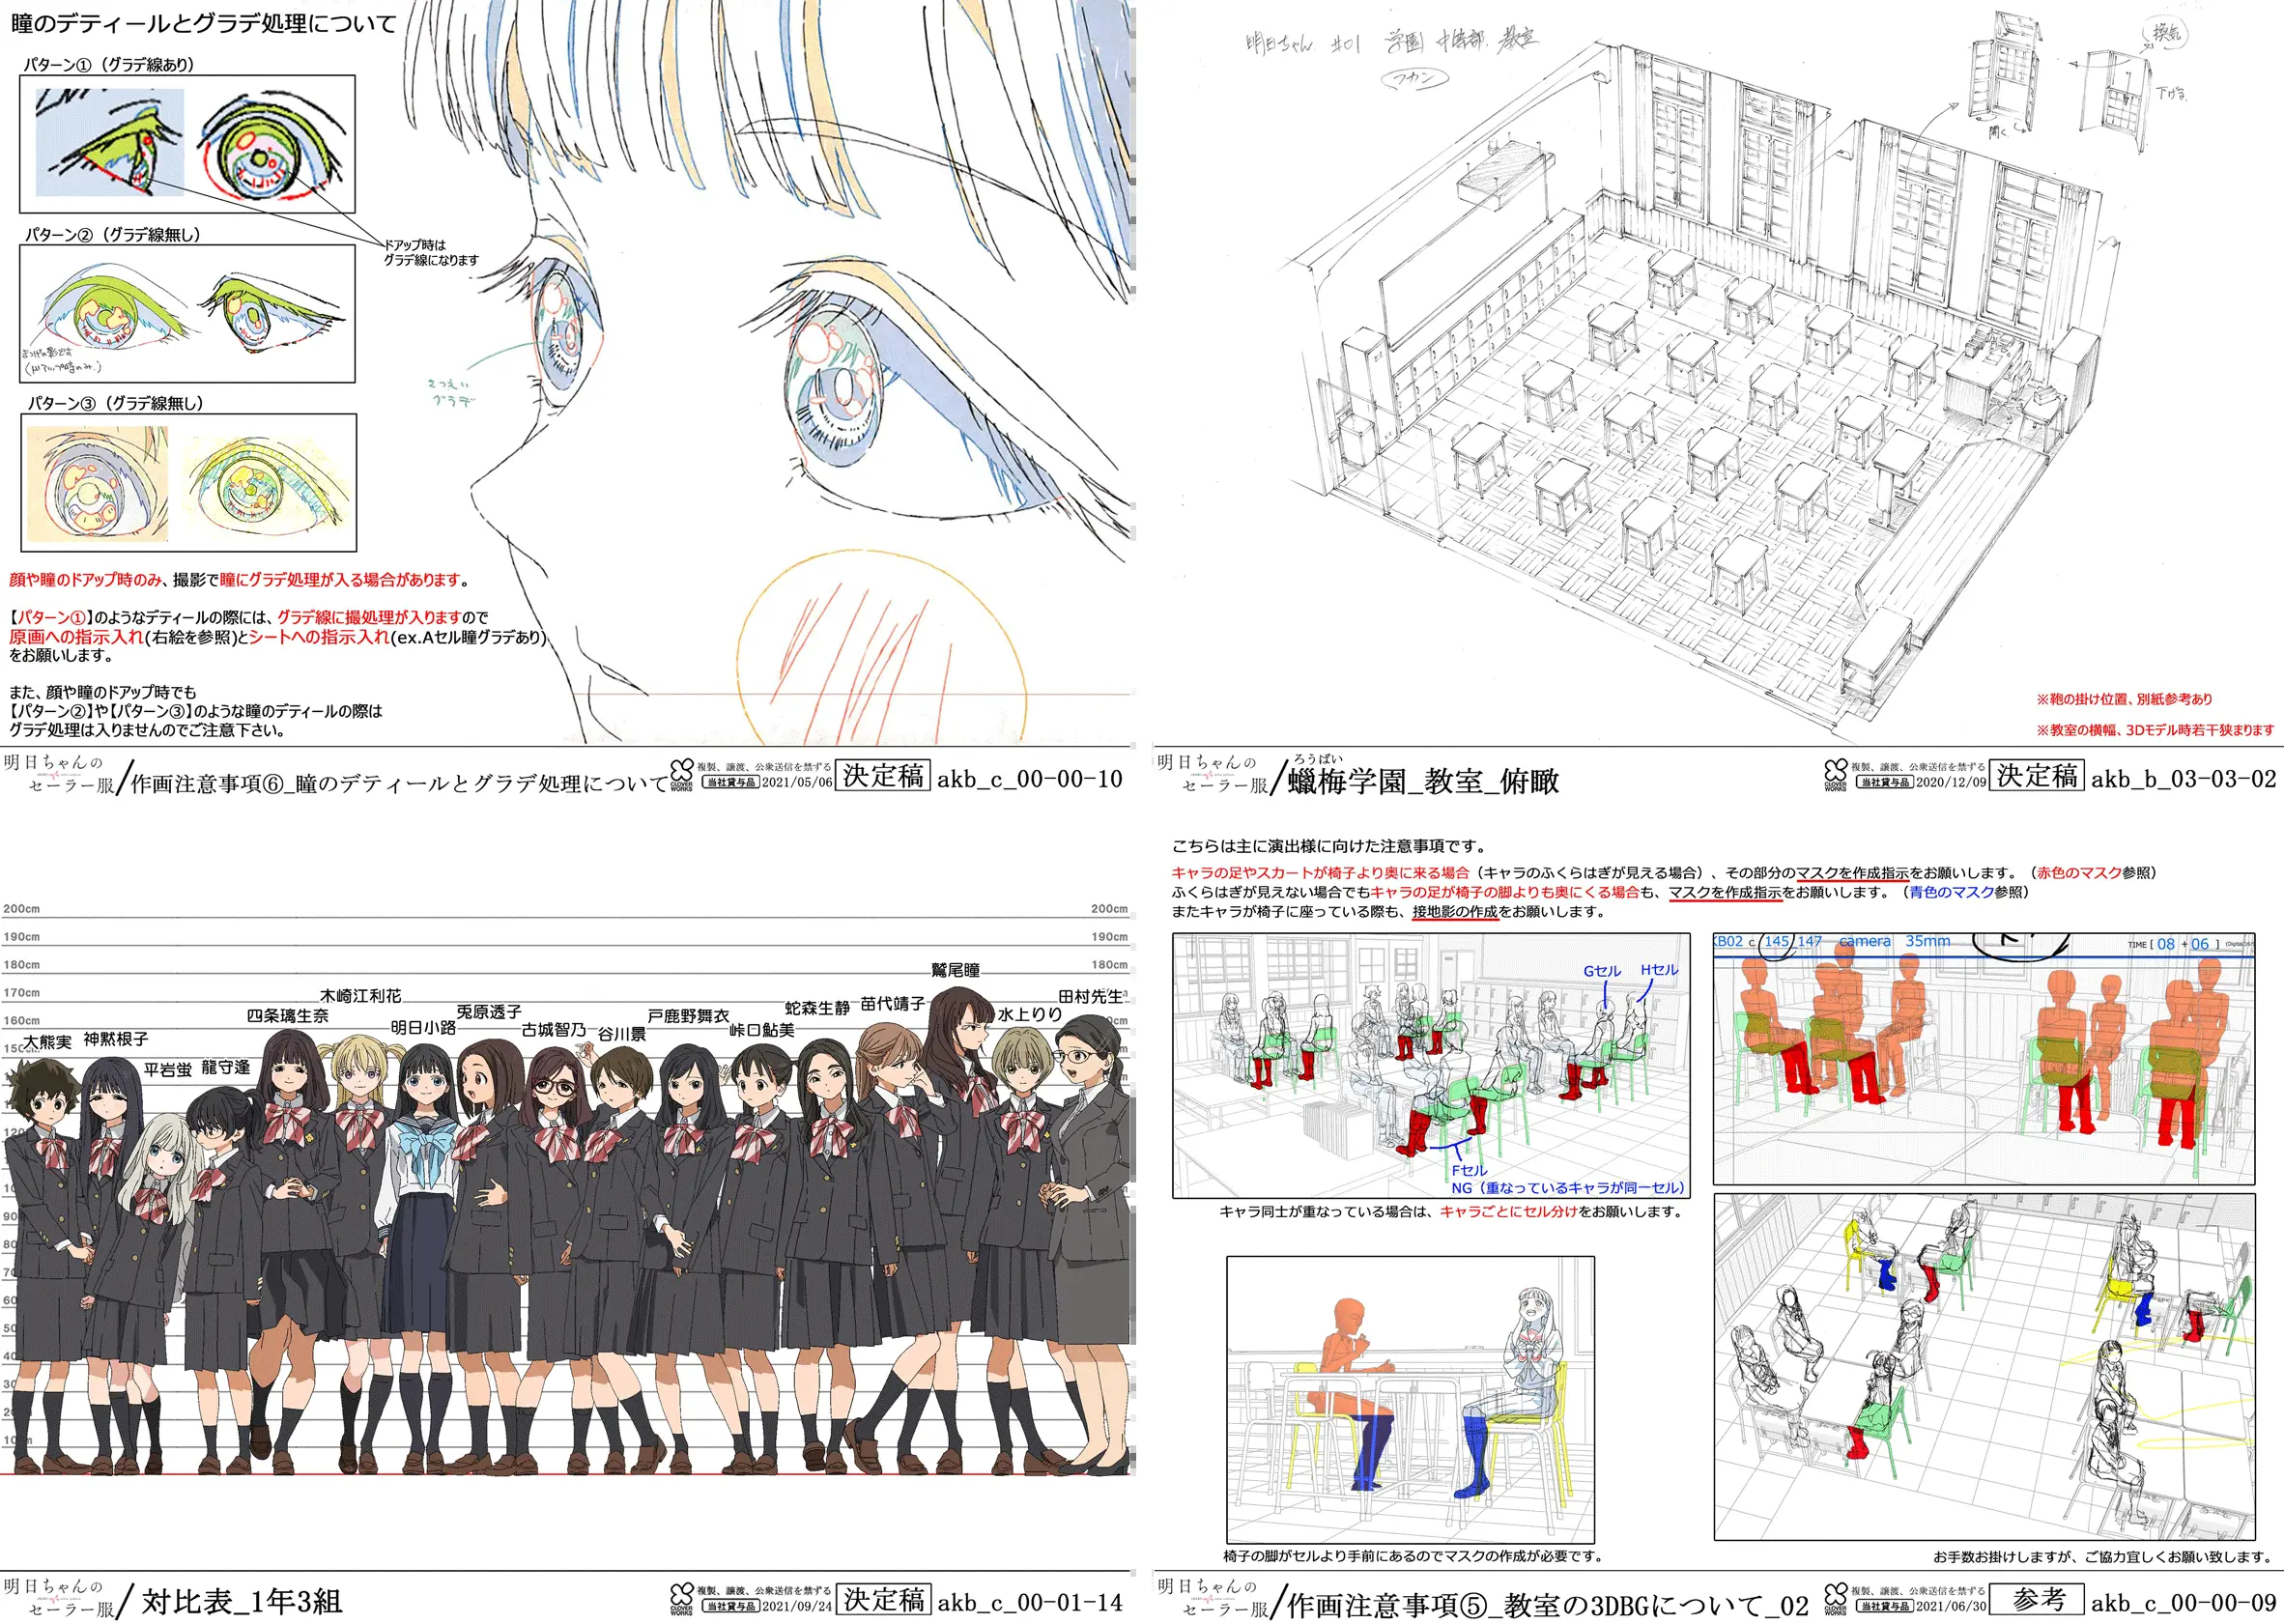 瞳のデティールとグラデ処理について
パターン①（グラデ線あり）
ドアップ時は
グラデ線になります
パターン②（グラデ線無し）
パターン③（グラデ線無し）
さつえい
グラデ
顔や瞳のドアップ時のみ、撮影で瞳にグラデ処理が入る場合があります。
【パターン①】のようなデティールの際には、グラデ線に撮処理が入りますので
原画への指示入れ(右絵を参照)とシートへの指示入れ(ex.Aセル瞳グラデあり)
をお願いします。
また、顔や瞳のドアップ時でも
【パターン②】や【パターン③】のような瞳のデティールの際は
グラデ処理は入りませんのでご注意下さい。
明日ちゃんの
セーラー服/作画注意事項⑥_瞳のデティールとグラデ処理について
CLOVER WORKS
複製、譲渡、公衆送信を禁ずる
当社貸与品 2021/05/06 決定稿 akb_c_00-00-10
明日ちゃん #01 学園 中等部 教室
フカン
換気
開く
下げる
※鞄の掛け位置、別紙参考あり
※教室の横幅、3Dモデル時若干狭まります
明日ちゃんの
セーラー服/蠟梅学園_教室_俯瞰
ろうばい
CLOVER WORKS
複製、譲渡、公衆送信を禁ずる
当社貸与品 2020/12/09 決定稿 akb_b_03-03-02
200cm 200cm
190cm 190cm
180cm 180cm
170cm
160cm
鷲尾瞳
木崎江利花
田村先生
四条璃生奈
兎原透子
蛇森生静
苗代靖子
水上りり
戸鹿野舞衣
明日小路
古城智乃
谷川景
峠口鮎美
大熊実
神黙根子
平岩蛍
龍守逢
90
80
60
50
40
30
明日ちゃんの
セーラー服/対比表_1年3組
CLOVER WORKS
複製、譲渡、公衆送信を禁ずる
当社貸与品 2021/09/24 決定稿 akb_c_00-01-14
こちらは主に演出様に向けた注意事項です。
キャラの足やスカートが椅子より奥に来る場合（キャラのふくらはぎが見える場合）、その部分のマスクを作成指示をお願いします。（赤色のマスク参照）
ふくらはぎが見えない場合でもキャラの足が椅子の脚よりも奥にくる場合も、マスクを作成指示をお願いします。（青色のマスク参照）
またキャラが椅子に座っている際も、接地影の作成をお願いします。
Gセル
Hセル
Fセル
NG（重なっているキャラが同一セル）
キャラ同士が重なっている場合は、キャラごとにセル分けをお願いします。
KB02 c 145_147 camera 35mm
TIME [ 08 + 06 ]
椅子の脚がセルより手前にあるのでマスクの作成が必要です。
お手数お掛けしますが、ご協力宜しくお願い致します。
明日ちゃんの
セーラー服/作画注意事項⑤_教室の3DBGについて_02
CLOVER WORKS
複製、譲渡、公衆送信を禁ずる
当社貸与品 2021/06/30 参考 akb_c_00-00-09